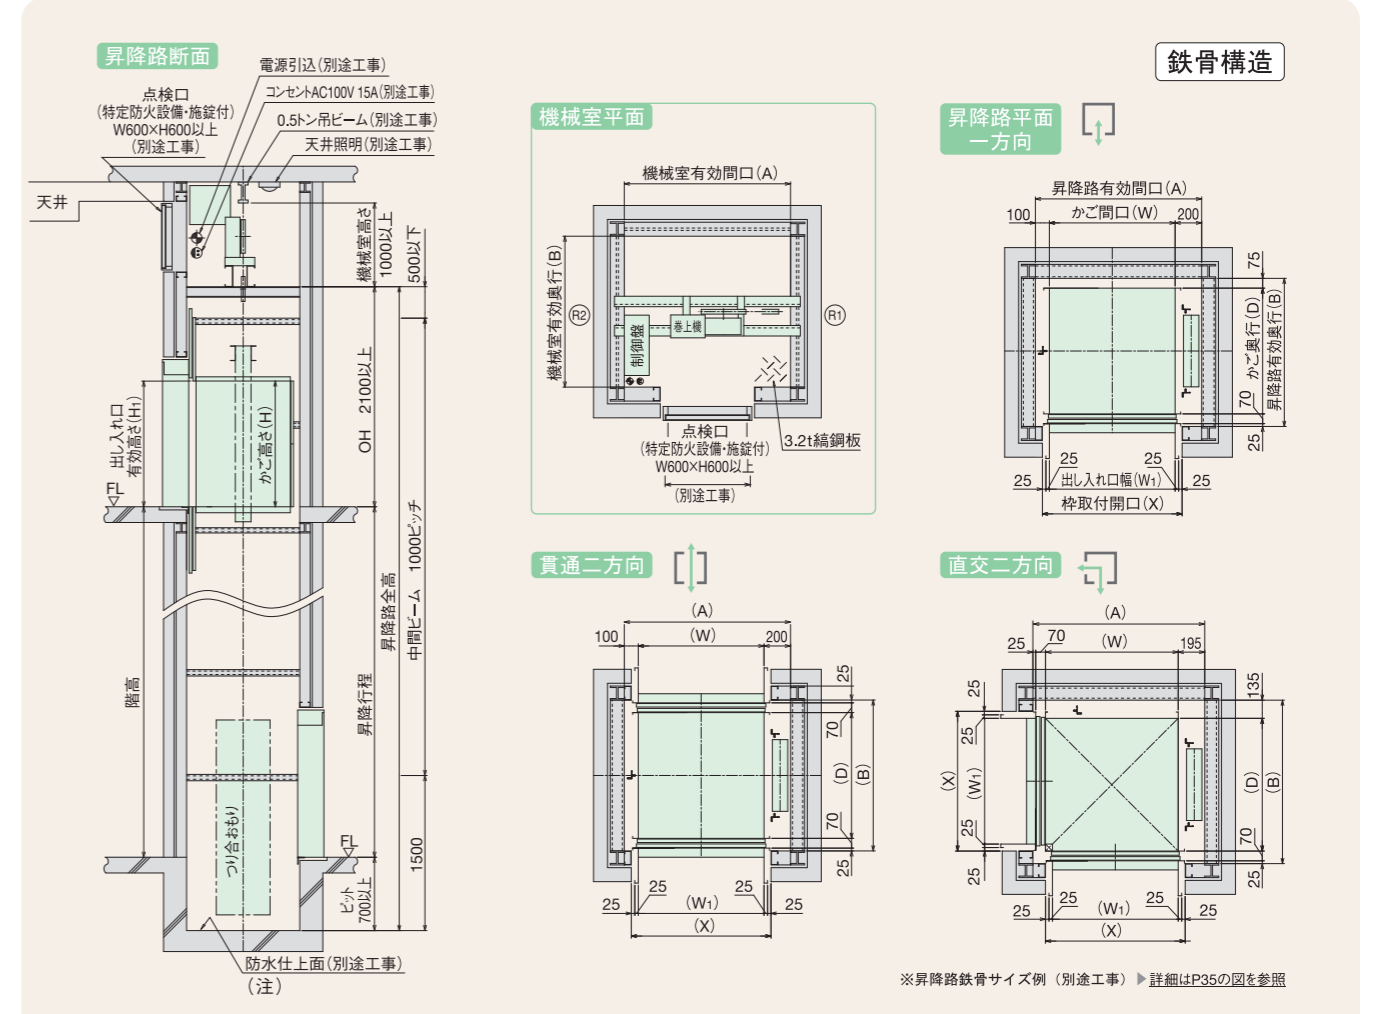 昇降路断面
電源引込(別途工事)
コンセントAC100V 15A(別途工事)
0.5トン吊ビーム(別途工事)
天井照明(別途工事)
点検口
(特定防火設備・施錠付)
W600×H600以上
(別途工事)
天井
機械室高さ
1000以上
500以下
OH 2100以上
出し入れ口
有効高さ(H1)
かご高さ(H)
FL
中間ビーム 1000ピッチ
昇降路全高
昇降行程
階高
つり合おもり
FL
1500
ピット
700以上
防水仕上面(別途工事)
(注)
鉄骨構造
機械室平面
機械室有効間口(A)
機械室有効奥行(B)
R2
R1
制御盤
巻上機
点検口
(特定防火設備・施錠付)
W600×H600以上
(別途工事)
3.2t縞鋼板
昇降路平面
一方向
昇降路有効間口(A)
100
かご間口(W)
200
75
かご奥行(D)
昇降路有効奥行(B)
70
25
25
25
出し入れ口幅(W1)
25
25
枠取付開口(X)
貫通二方向
(A)
100
(W)
200
25
70
(D)
(B)
70
25
25
25
(W1)
25
25
(X)
直交二方向
(A)
25
70
(W)
195
135
25
25
(X)
(W1)
25
25
(D)
(B)
70
25
25
25
(W1)
25
25
(X)
※昇降路鉄骨サイズ例(別途工事)▶詳細はP35の図を参照